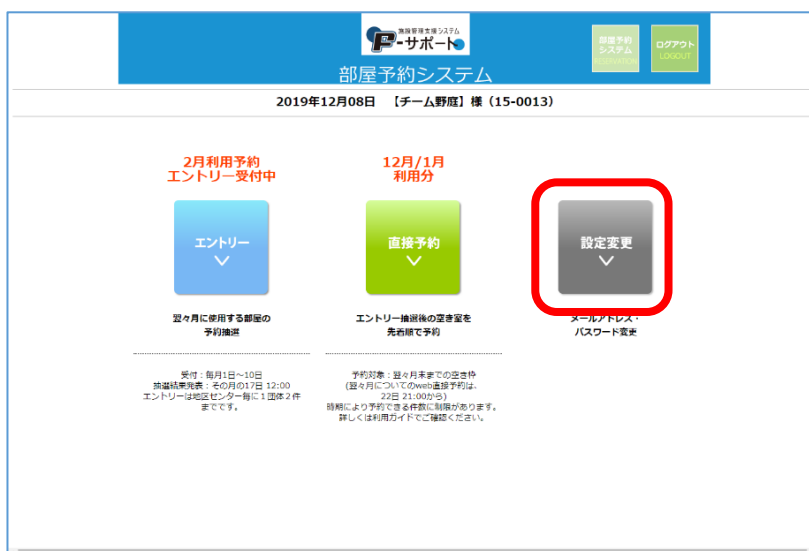 施設管理支援システム
F-サポート
部屋予約システム
部屋予約
システム
RESERVATION
ログアウト
LOGOUT
2019年12月08日 【チーム野庭】様（15-0013）
2月利用予約
エントリー受付中
エントリー
翌々月に使用する部屋の
予約抽選
受付：毎月1日～10日
抽選結果発表：その月の17日 12:00
エントリーは地区センター毎に１団体２件
までです。
12月/1月
利用分
直接予約
エントリー抽選後の空き室を
先着順で予約
予約対象：翌々月末までの空き枠
(翌々月についてのweb直接予約は、
22日 21:00から)
時期により予約できる件数に制限があります。
詳しくは利用ガイドでご確認ください。
設定変更
メールアドレス・
パスワード変更